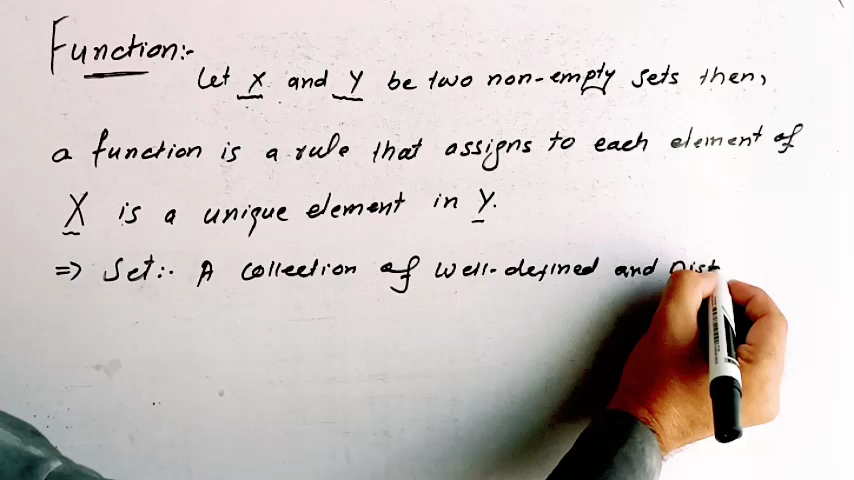 Function:-
Let X and Y be two non-empty sets then,
a function is a rule that assigns to each element of
X is a unique element in Y.
=> Set:- A collection of well-defined and Dist